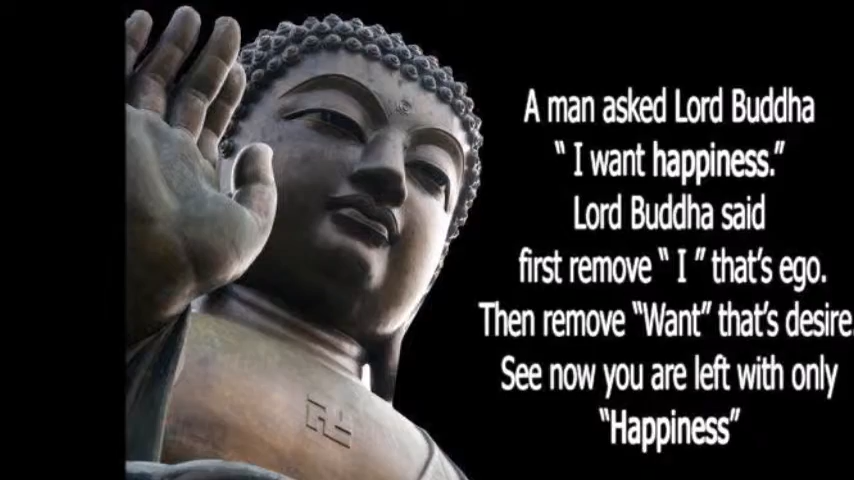 A man asked Lord Buddha
“ I want happiness.”
Lord Buddha said
first remove “ I ” that’s ego.
Then remove “Want” that’s desire.
See now you are left with only
“Happiness”